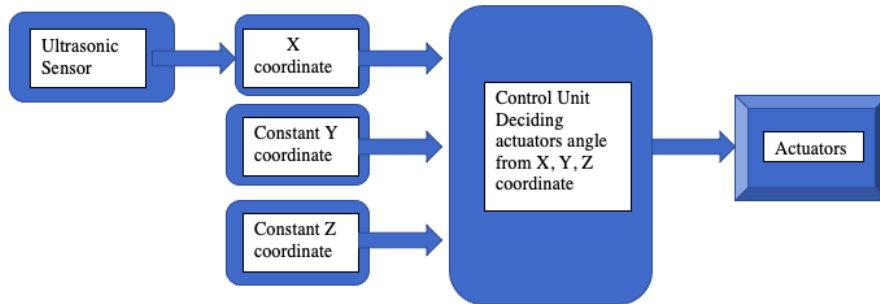 Ultrasonic
Sensor
X
coordinate
Constant Y
coordinate
Constant Z
coordinate
Control Unit
Deciding
actuators angle
from X, Y, Z
coordinate
Actuators